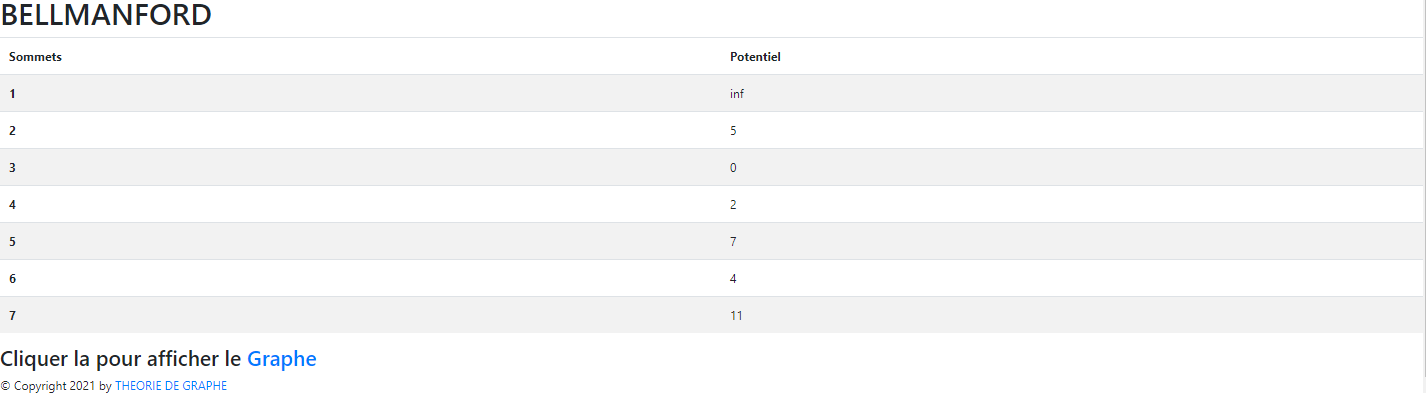 BELLMANFORD
Sommets Potentiel
1 inf
2 5
3 0
4 2
5 7
6 4
7 11
Cliquer la pour afficher le Graphe
© Copyright 2021 by THEORIE DE GRAPHE